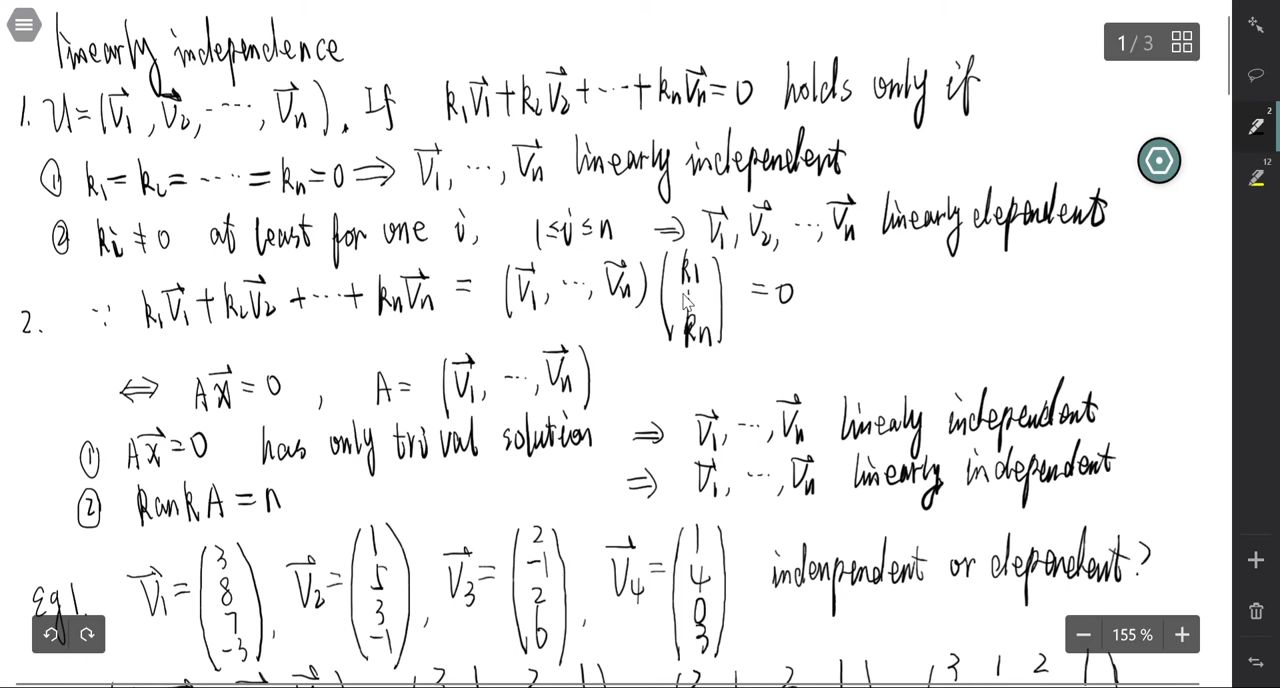 linearly independence
1/3
1. U=(v⃗1, v⃗2, ..., v⃗n). If k1v⃗1+k2v⃗2+...+knv⃗n=0 holds only if
① k1=k2=....=kn=0 ⇒ v⃗1, ..., v⃗n linearly independent
② ki≠0 at least for one i, 1≤i≤n ⇒ v⃗1, v⃗2, ..., v⃗n linearly dependent
2. ∵ k1v⃗1+k2v⃗2+...+knv⃗n = (v⃗1, ..., v⃗n) (k1 ⋮ kn) = 0
⇔ Ax⃗=0, A= (v⃗1, ..., v⃗n)
① Ax⃗=0 has only trival solution ⇒ v⃗1, ..., v⃗n linealy independent
② Rank A = n ⇒ v⃗1, ..., v⃗n linearly independent
Eg1. v⃗1= (3 8 7 -3), v⃗2= (1 5 3 -1), v⃗3= (2 -1 2 6), v⃗4= (1 4 0 3) indenpendent or dependent?
155 %